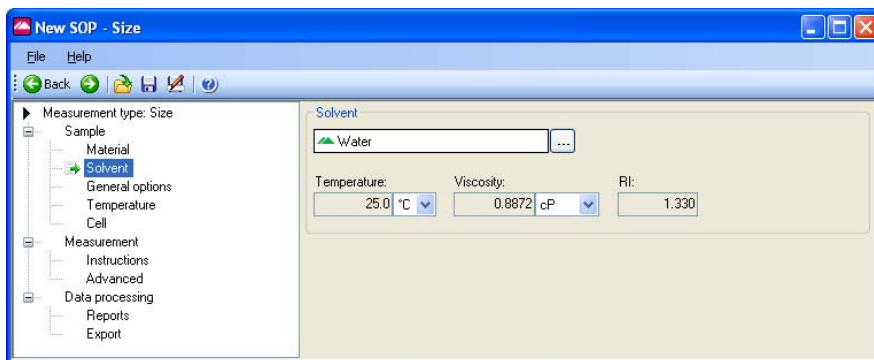 New SOP - Size
File Help
Back
Measurement type: Size
Sample
Material
Solvent
General options
Temperature
Cell
Measurement
Instructions
Advanced
Data processing
Reports
Export
Solvent
Water ...
Temperature: Viscosity: RI:
25.0 °C 0.8872 cP 1.330